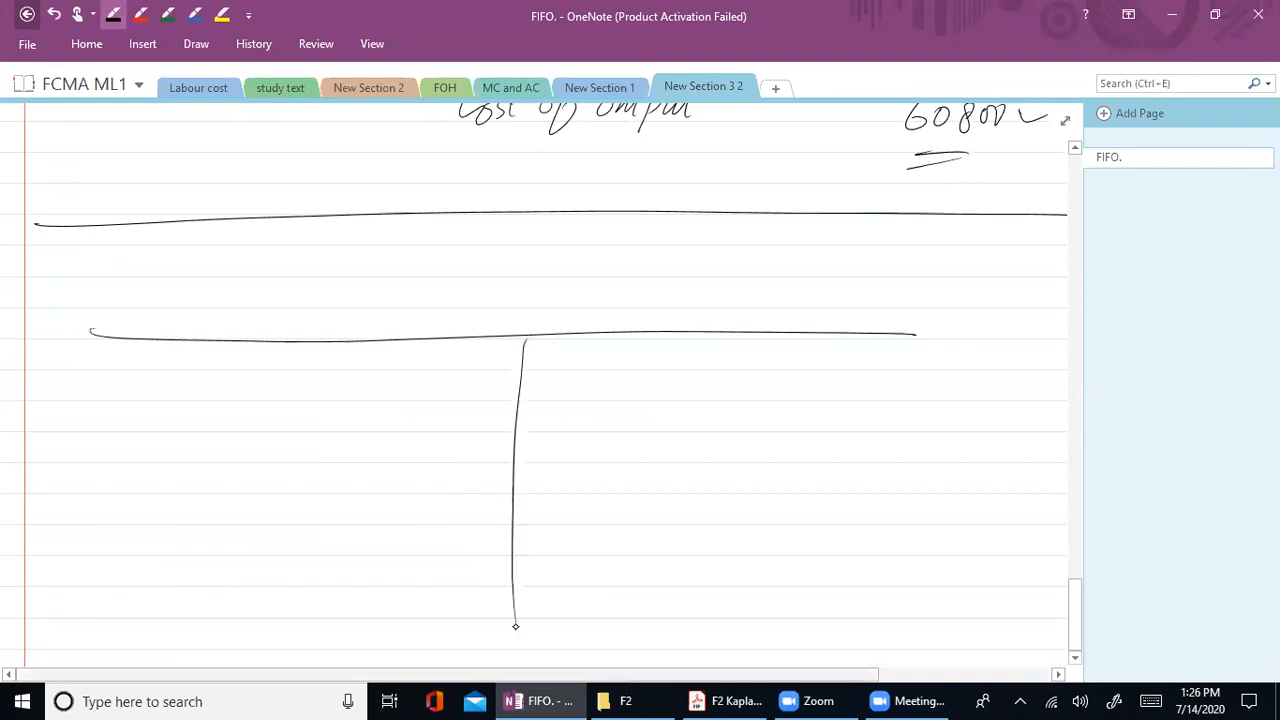 FIFO. - OneNote (Product Activation Failed)
?
File Home Insert Draw History Review View
FCMA ML1 Labour cost study text New Section 2 FOH MC and AC New Section 1 New Section 3 2 Search (Ctrl+E)
Add Page
FIFO.
Cost of output 60800
Type here to search FIFO. - ... F2 F2 Kapla... Zoom Meeting...
1:26 PM
7/14/2020